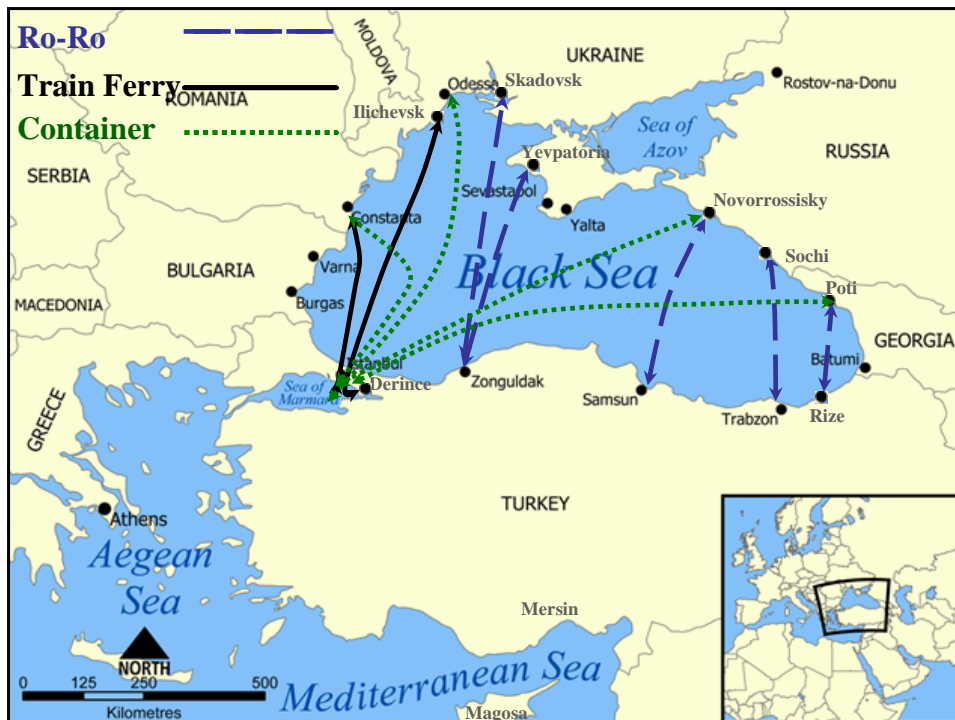 Ro-Ro
Train Ferry
Container
MOLDOVA
UKRAINE
ROMANIA
Odessa
Skadovsk
Rostov-na-Donu
Ilichevsk
Sea of
Azov
RUSSIA
Yevpatoria
SERBIA
Sevastapol
Yalta
Novorrossisky
Constanta
Varna
BULGARIA
Black Sea
Sochi
Poti
MACEDONIA
Burgas
GEORGIA
Batumi
Istanbul
Derince
Sea of
Marmara
Zonguldak
Samsun
Trabzon
Rize
GREECE
TURKEY
Athens
Aegean
Sea
Mersin
NORTH
0 125 250 500
Kilometres
Mediterranean Sea
Magosa